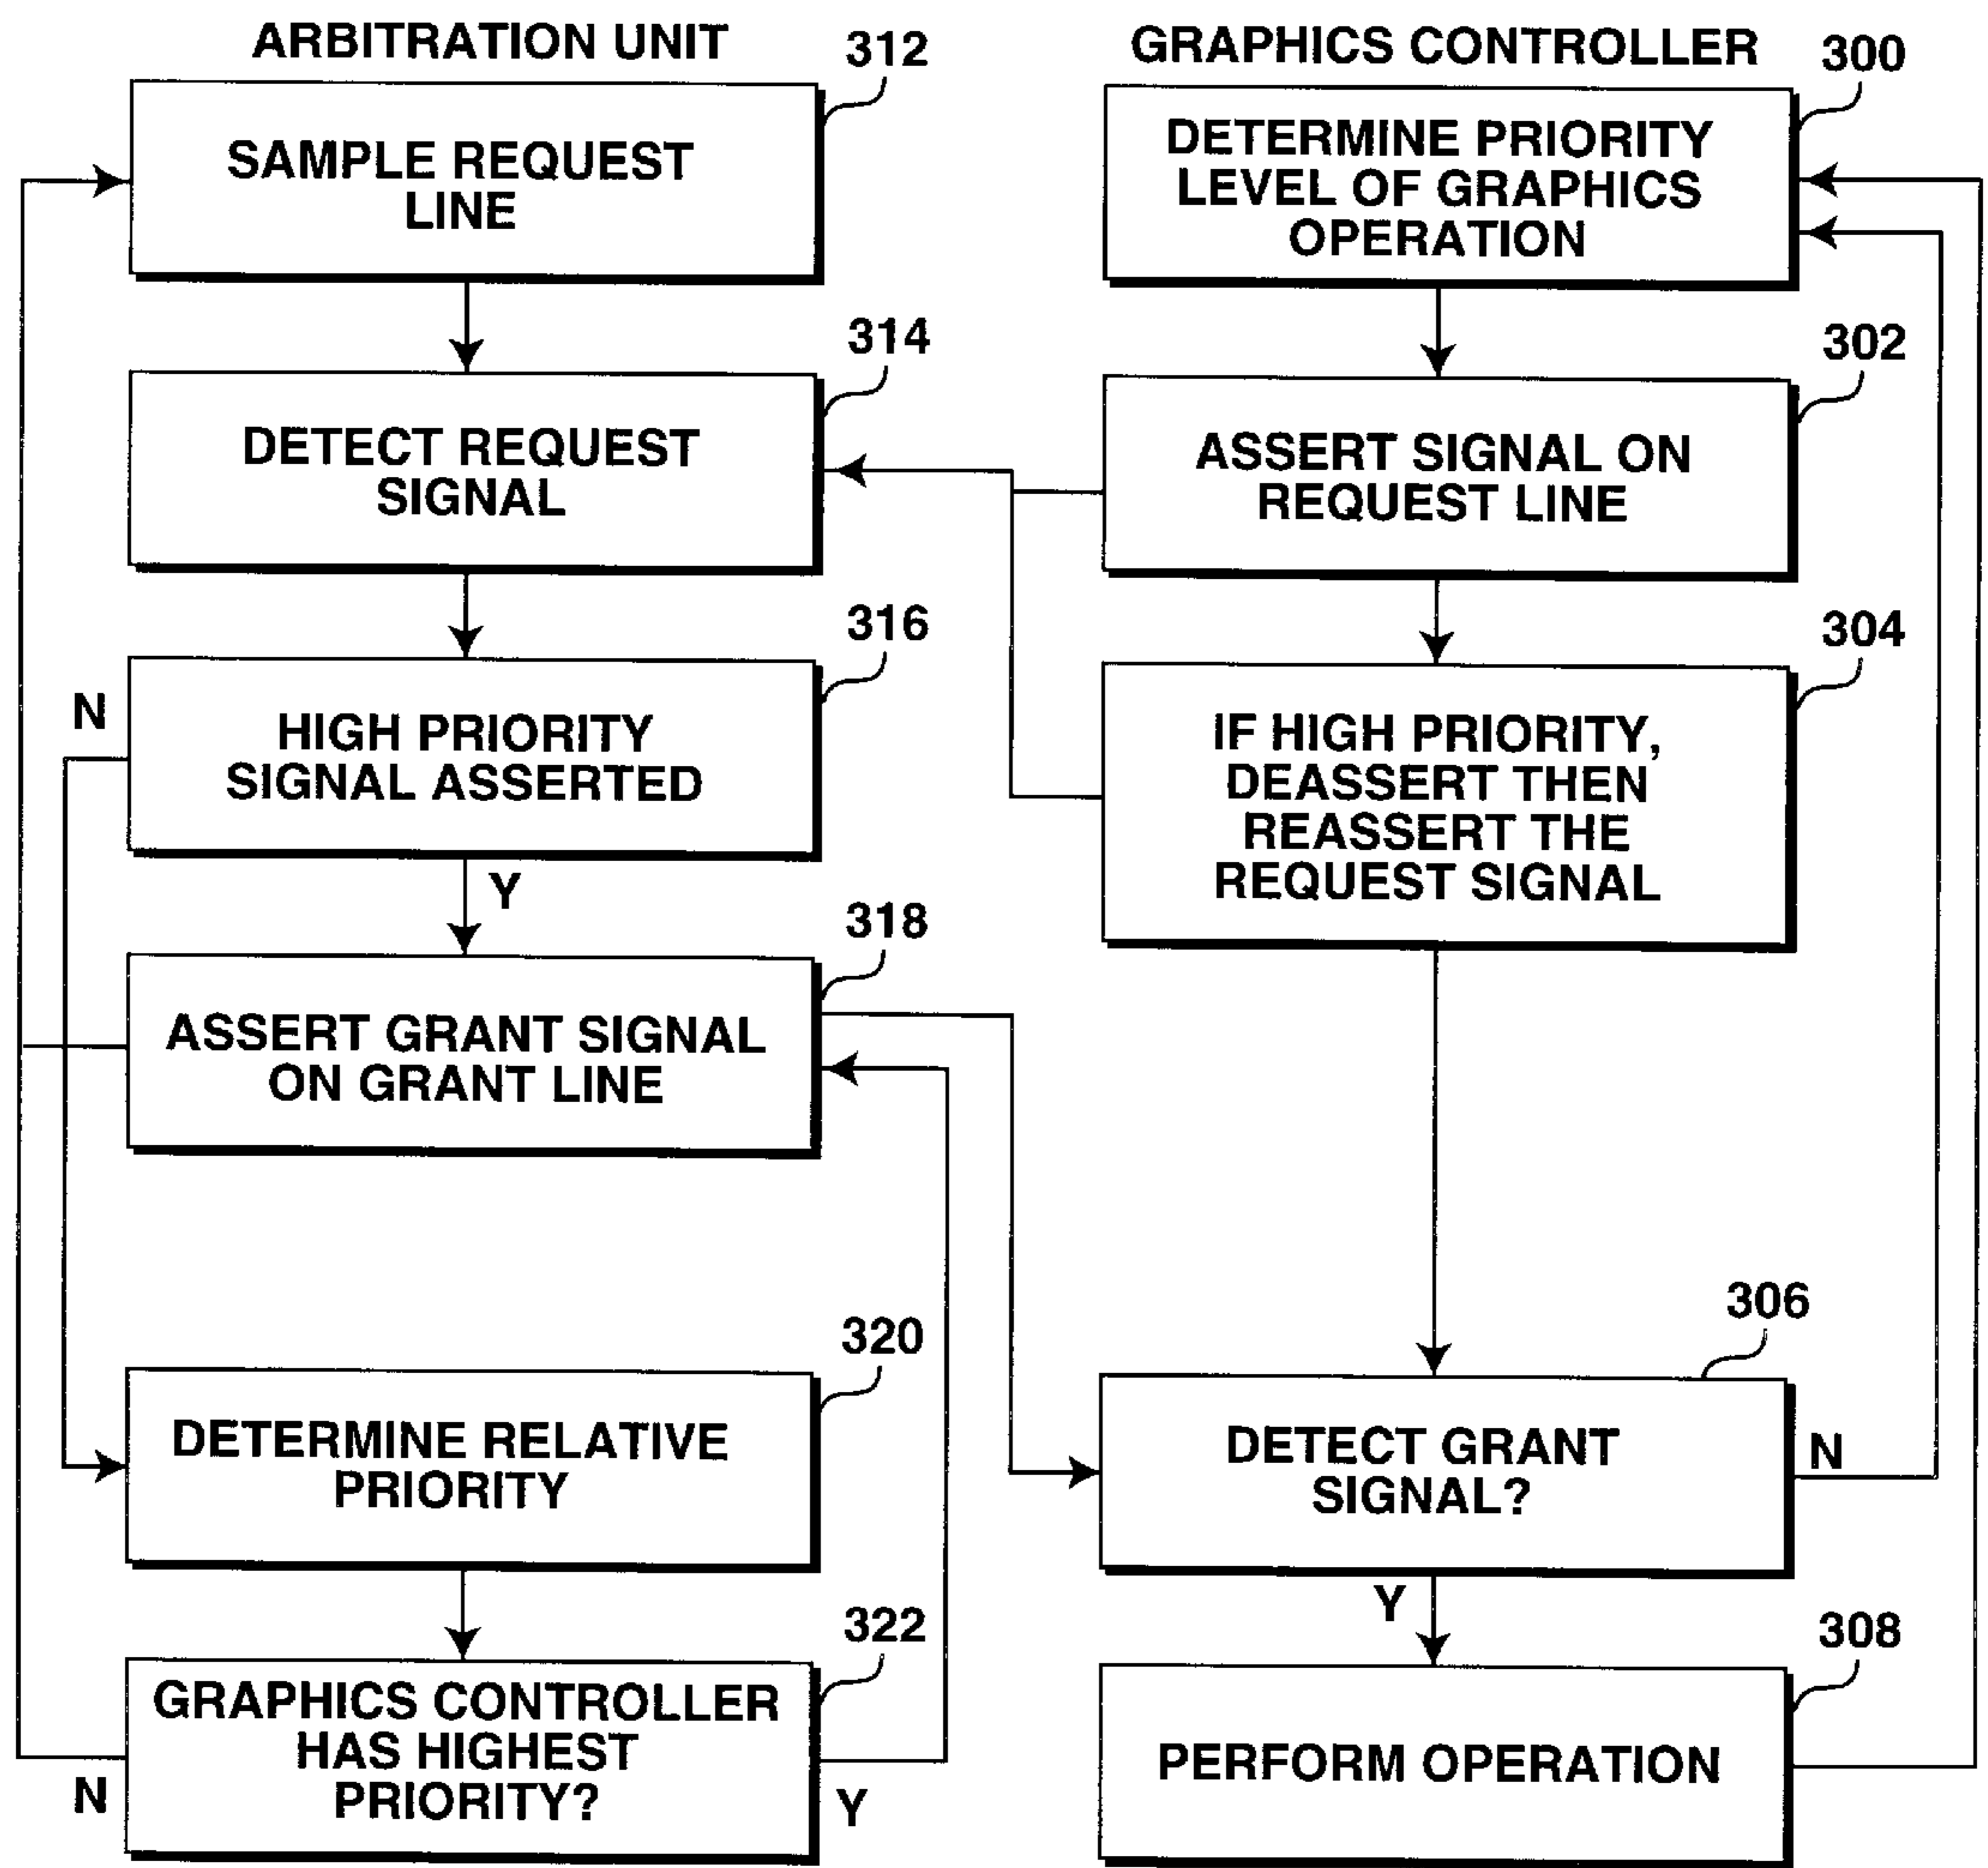 ARBITRATION UNIT
312
SAMPLE REQUEST
LINE
314
DETECT REQUEST
SIGNAL
316
N
HIGH PRIORITY
SIGNAL ASSERTED
Y
318
ASSERT GRANT SIGNAL
ON GRANT LINE
320
DETERMINE RELATIVE
PRIORITY
322
GRAPHICS CONTROLLER
HAS HIGHEST
PRIORITY?
N
Y
GRAPHICS CONTROLLER
300
DETERMINE PRIORITY
LEVEL OF GRAPHICS
OPERATION
302
ASSERT SIGNAL ON
REQUEST LINE
304
IF HIGH PRIORITY,
DEASSERT THEN
REASSERT THE
REQUEST SIGNAL
306
DETECT GRANT
SIGNAL?
N
Y
308
PERFORM OPERATION